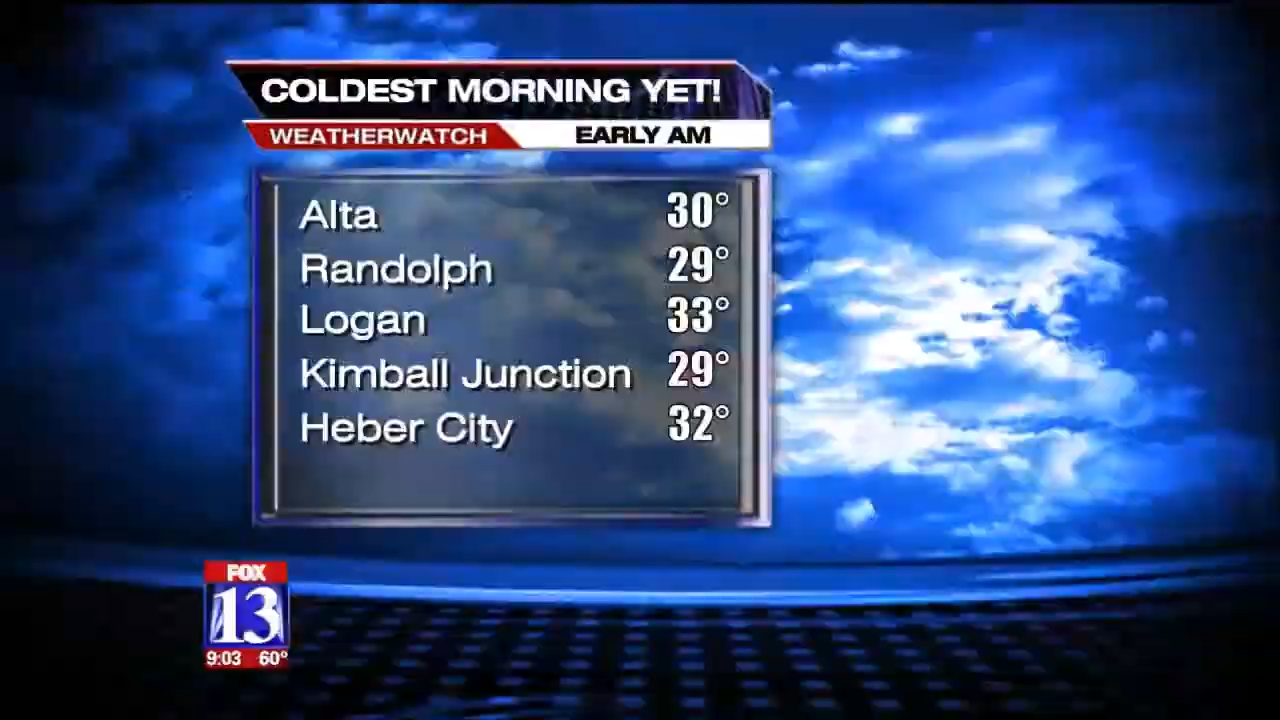 COLDEST MORNING YET!
WEATHERWATCH EARLY AM
Alta 30°
Randolph 29°
Logan 33°
Kimball Junction 29°
Heber City 32°
FOX
13
9:03 60°